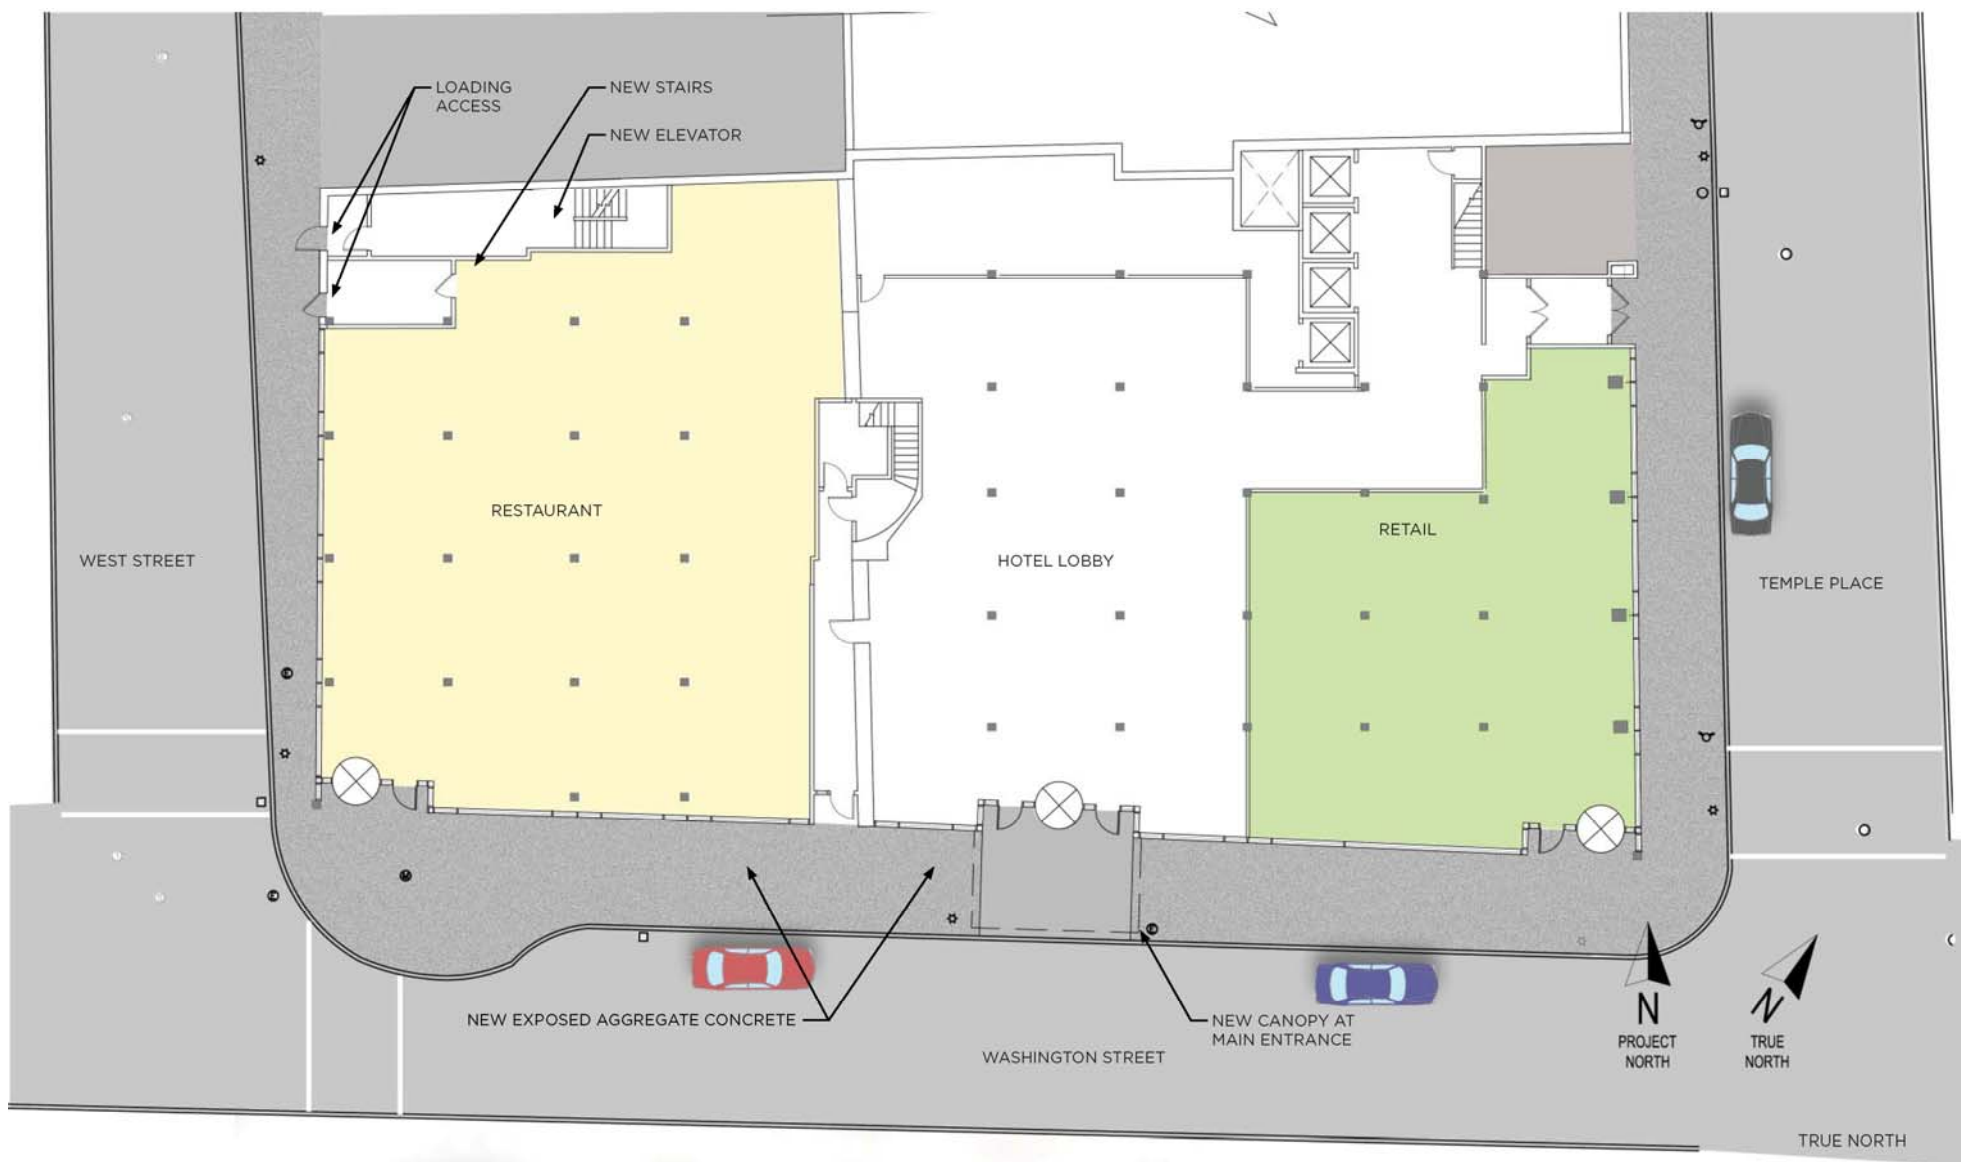 LOADING
ACCESS
NEW STAIRS
NEW ELEVATOR
RESTAURANT
RETAIL
WEST STREET
HOTEL LOBBY
TEMPLE PLACE
NEW EXPOSED AGGREGATE CONCRETE
NEW CANOPY AT
MAIN ENTRANCE
WASHINGTON STREET
N
PROJECT
NORTH
N
TRUE
NORTH
TRUE NORTH